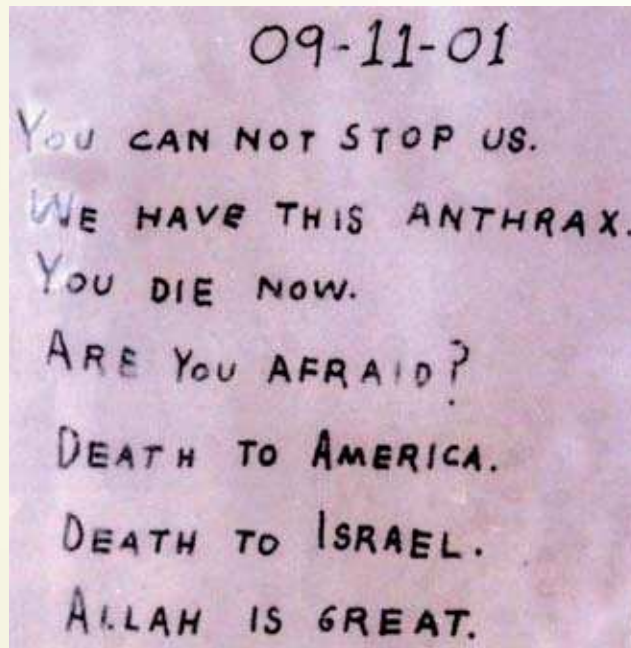 09-11-01
YOU CAN NOT STOP US.
WE HAVE THIS ANTHRAX.
YOU DIE NOW.
ARE YOU AFRAID?
DEATH TO AMERICA.
DEATH TO ISRAEL.
ALLAH IS GREAT.